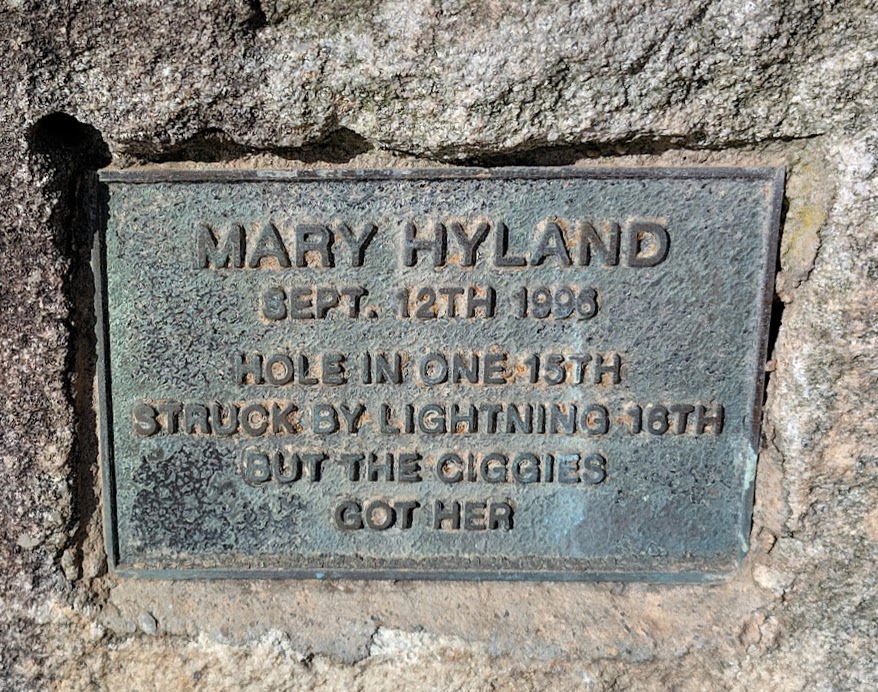 MARY HYLAND
SEPT. 12TH 1996
HOLE IN ONE 15TH
STRUCK BY LIGHTNING 16TH
BUT THE CIGGIES
GOT HER